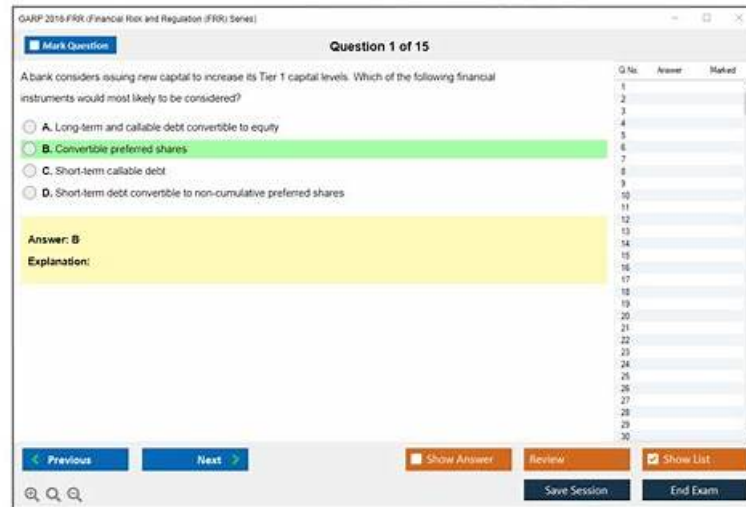 GARP 2016-FRR (Financial Risk and Regulation (FRR) Series)
Mark Question
Question 1 of 15
Q.No. Answer Marked
A bank considers issuing new capital to increase its Tier 1 capital levels. Which of the following financial
instruments would most likely to be considered?
A. Long-term and callable debt convertible to equity
B. Convertible preferred shares
C. Short-term callable debt
D. Short-term debt convertible to non-cumulative preferred shares
Answer: B
Explanation:
1
2
3
4
5
6
7
8
9
10
11
12
13
14
15
16
17
18
19
20
21
22
23
24
25
26
27
28
29
30
Previous
Next
Show Answer
Review
Show List
Save Session
End Exam